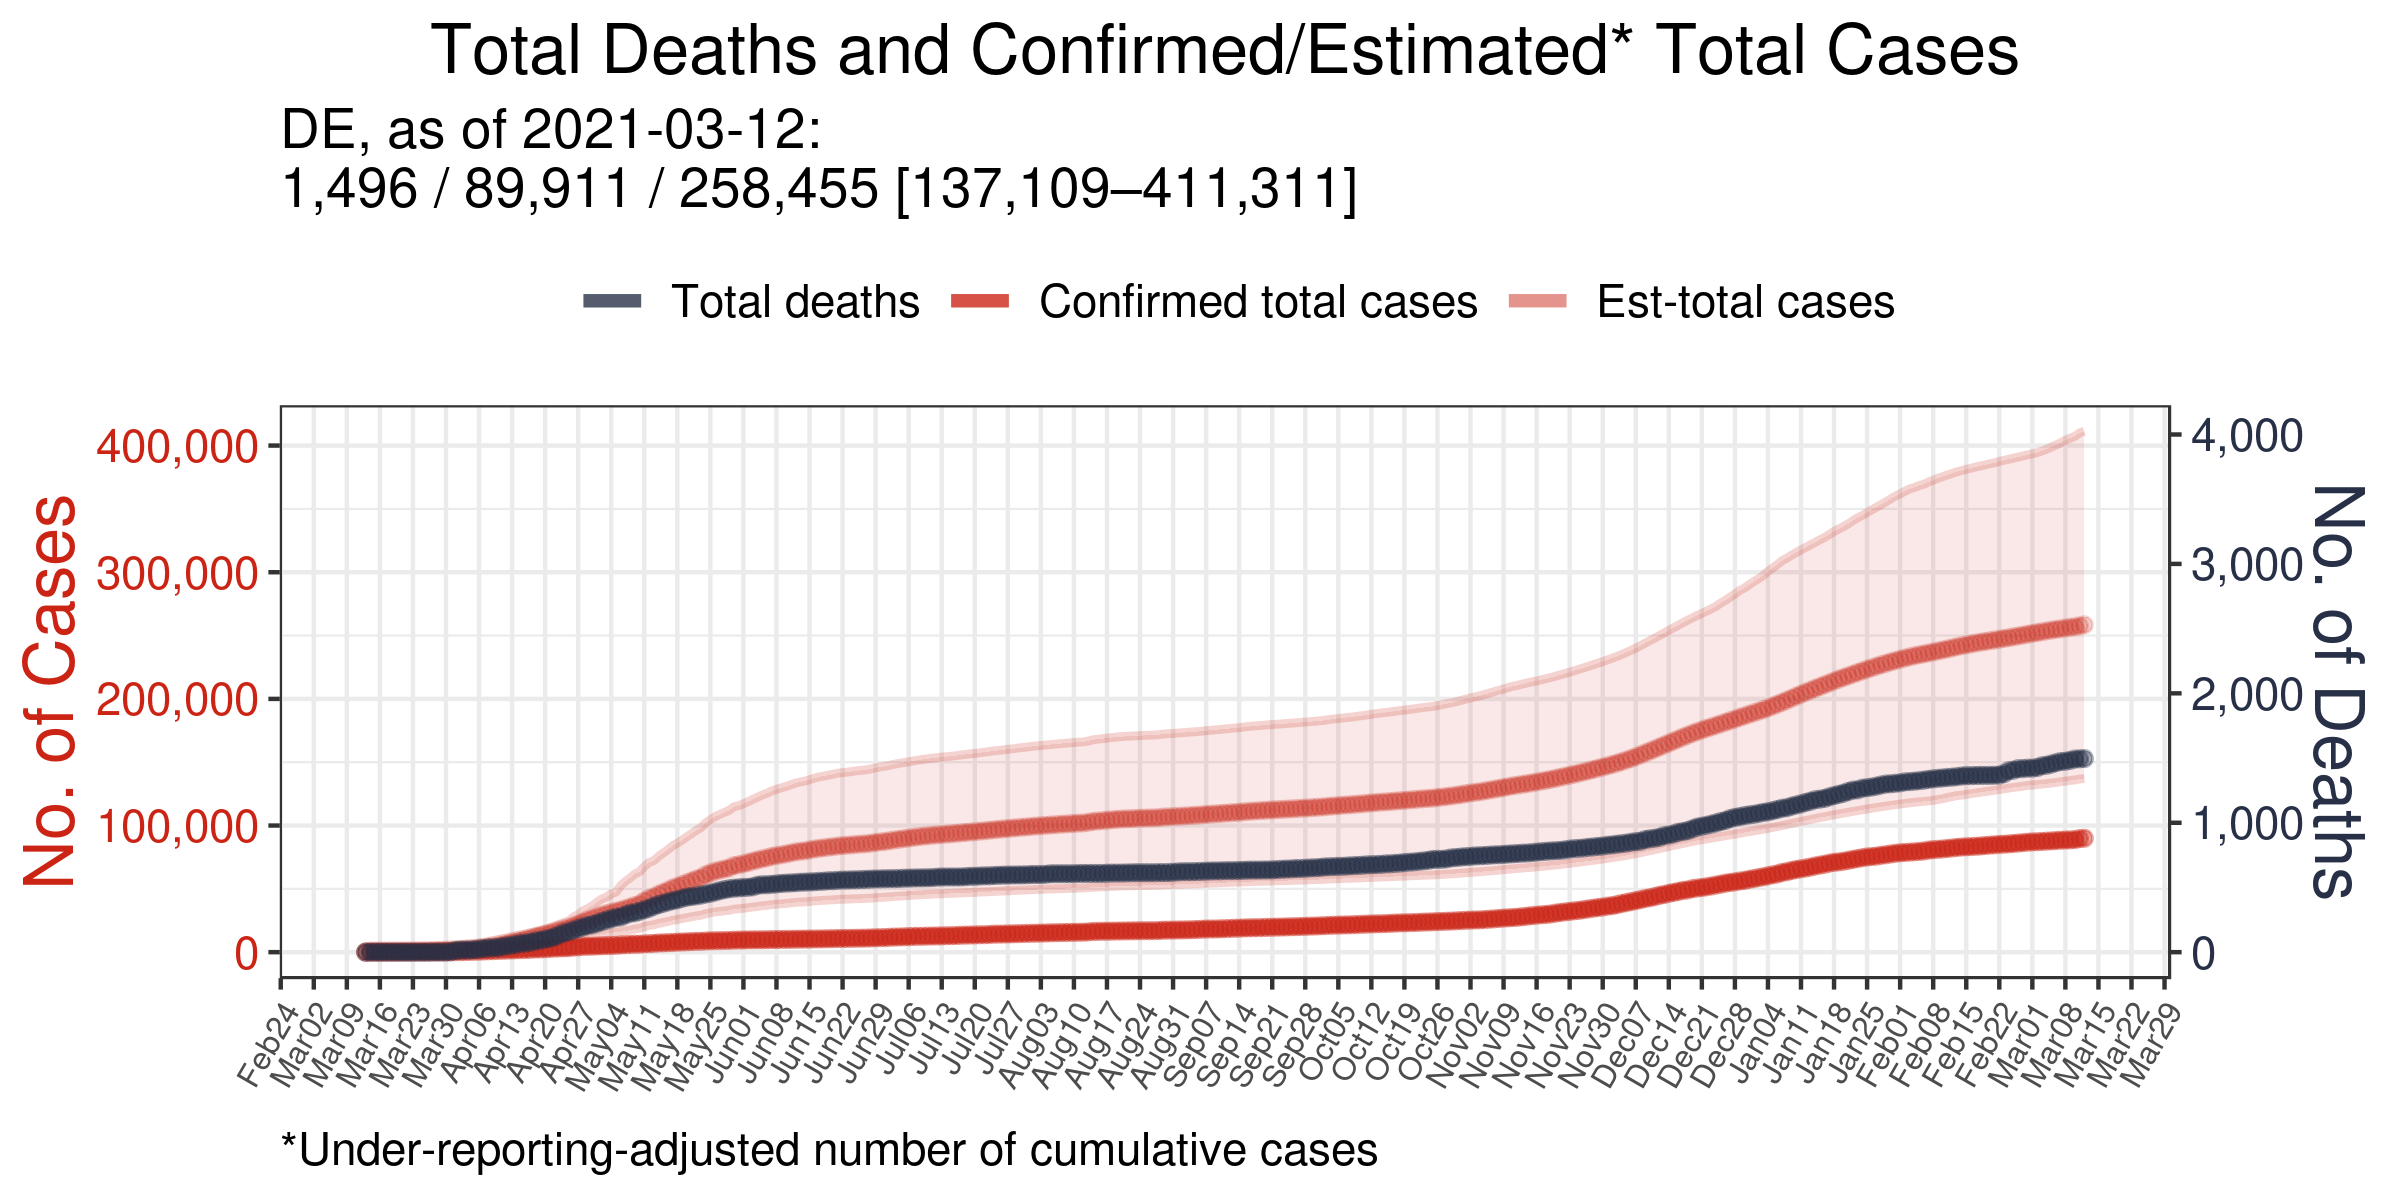 Total Deaths and Confirmed/Estimated* Total Cases
DE, as of 2021-03-12:
1,496 / 89,911 / 258,455 [137,109–411,311]
Total deaths
Confirmed total cases
Est-total cases
No. of Cases
400,000
300,000
200,000
100,000
0
4,000
3,000
2,000
1,000
0
No. of Deaths
Feb24
Mar02
Mar09
Mar16
Mar23
Mar30
Apr06
Apr13
Apr20
Apr27
May04
May11
May18
May25
Jun01
Jun08
Jun15
Jun22
Jun29
Jul06
Jul13
Jul20
Jul27
Aug03
Aug10
Aug17
Aug24
Aug31
Sep07
Sep14
Sep21
Sep28
Oct05
Oct12
Oct19
Oct26
Nov02
Nov09
Nov16
Nov23
Nov30
Dec07
Dec14
Dec21
Dec28
Jan04
Jan11
Jan18
Jan25
Feb01
Feb08
Feb15
Feb22
Mar01
Mar08
Mar15
Mar22
Mar29
*Under-reporting-adjusted number of cumulative cases